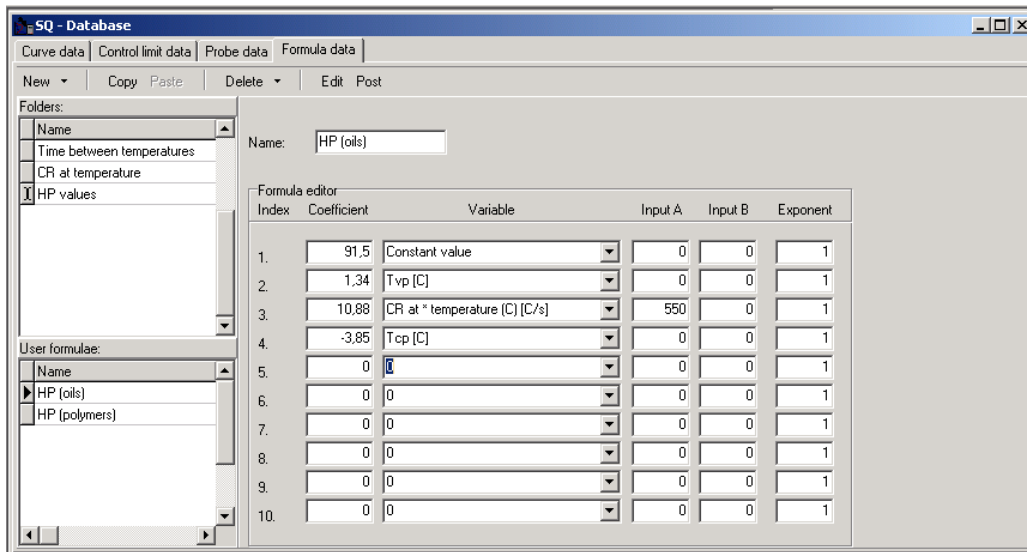 SQ - Database
Curve data Control limit data Probe data Formula data
New Copy Paste Delete Edit Post
Folders:
Name
Time between temperatures
CR at temperature
HP values
User formulae:
Name
HP (oils)
HP (polymers)
Name: HP (oils)
Formula editor
Index Coefficient Variable Input A Input B Exponent
1. 91,5 Constant value 0 0 1
2. 1,34 Tvp [C] 0 0 1
3. 10,88 CR at * temperature (C) [C/s] 550 0 1
4. -3,85 Tcp [C] 0 0 1
5. 0 0 0 0 1
6. 0 0 0 0 1
7. 0 0 0 0 1
8. 0 0 0 0 1
9. 0 0 0 0 1
10. 0 0 0 0 1